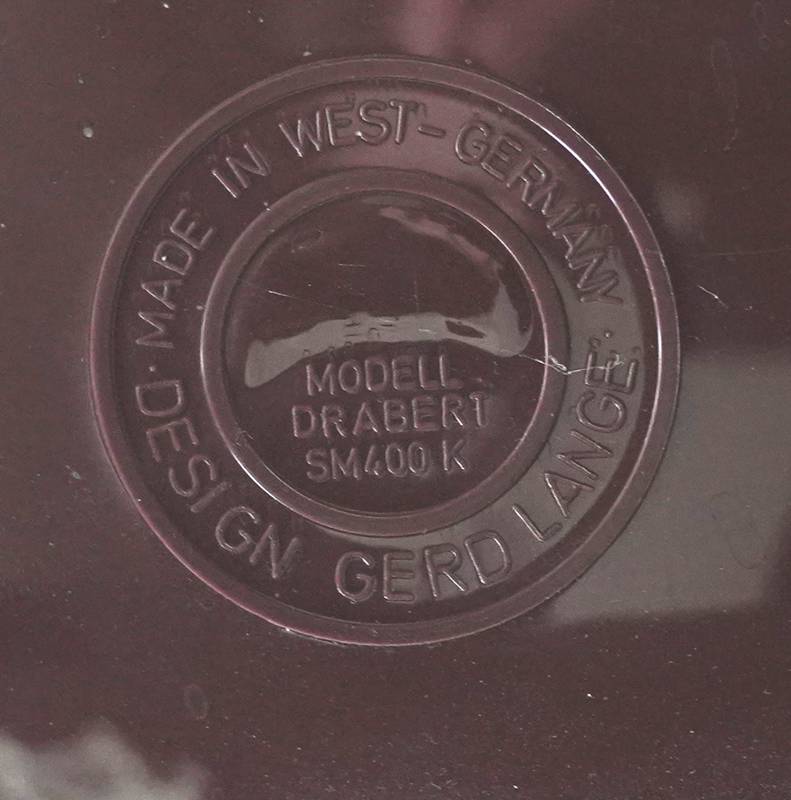 MADE IN WEST-GERMANY
DESIGN GERD LANGE
MODELL
DRABERT
SM400 K